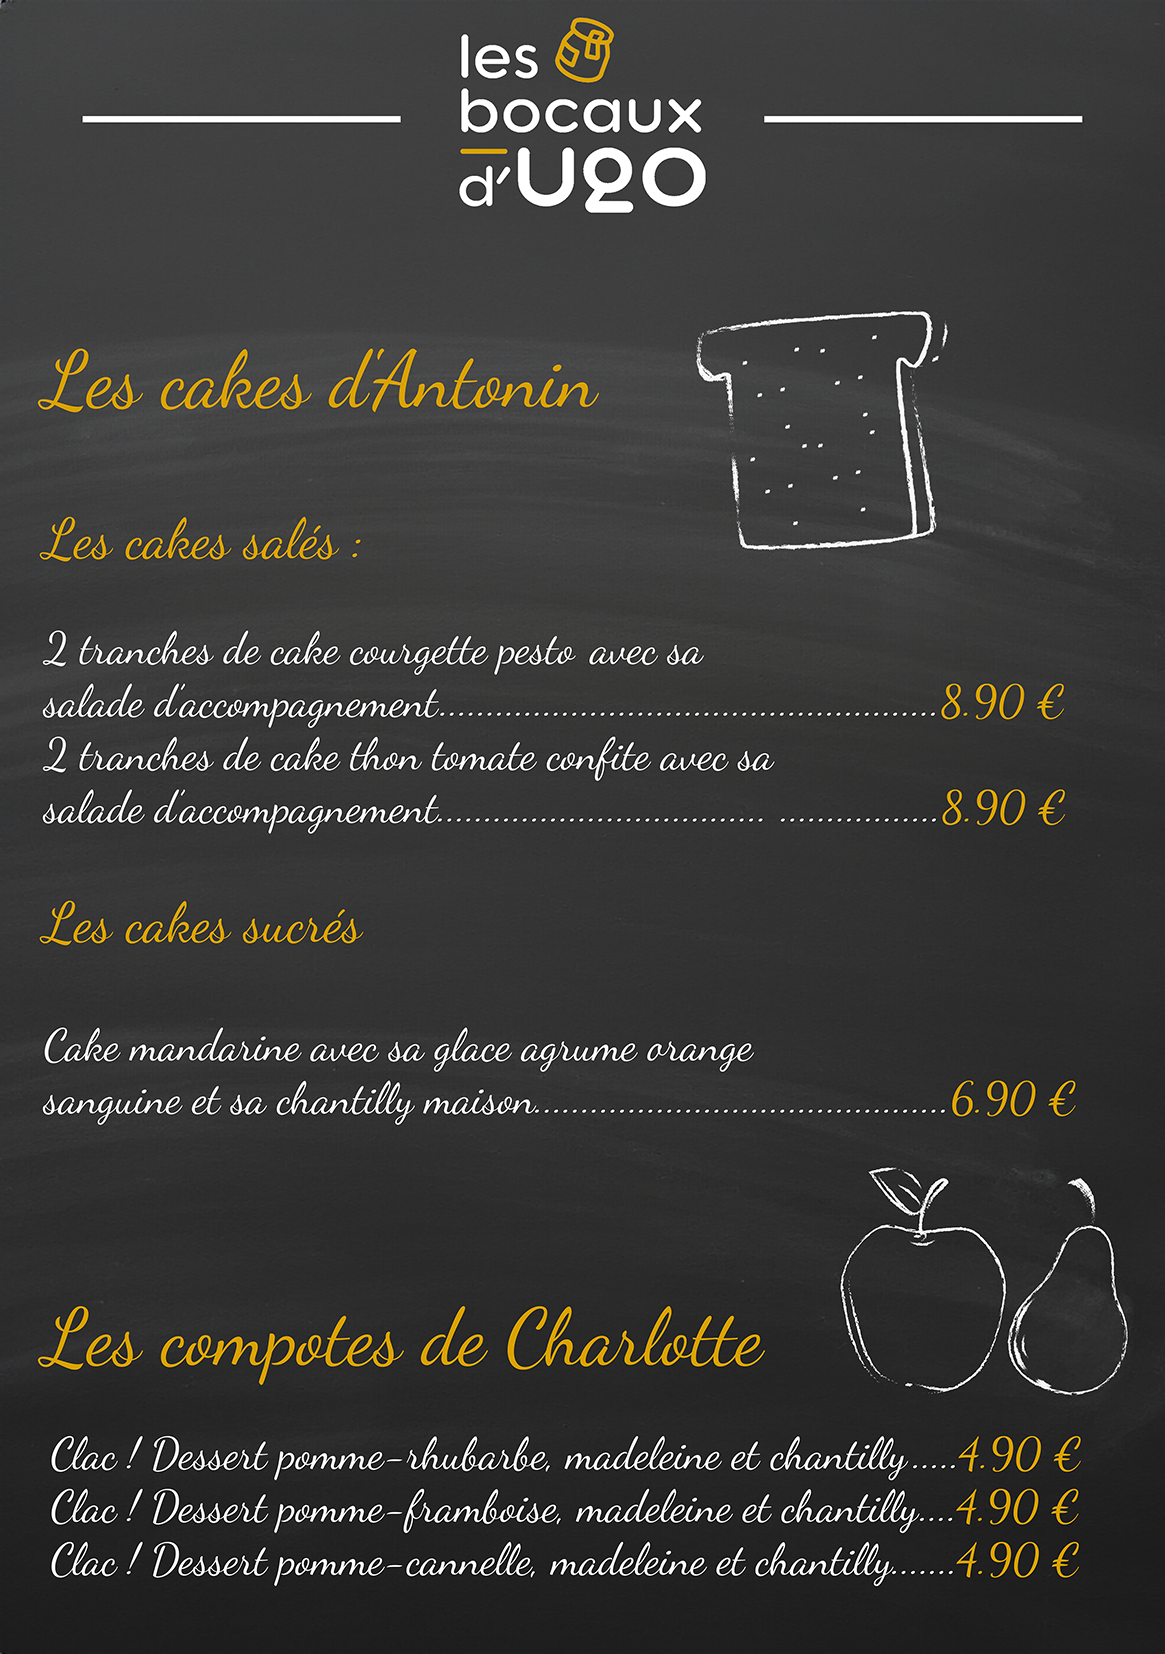 les
bocaux
d'Ugo
Les cakes d'Antonin
Les cakes salés :
2 tranches de cake courgette pesto avec sa
salade d'accompagnement.......................................................8.90 €
2 tranches de cake thon tomate confite avec sa
salade d'accompagnement.................................... ..................8.90 €
Les cakes sucrés
Cake mandarine avec sa glace agrume orange
sanguine et sa chantilly maison..............................................6.90 €
Les compotes de Charlotte
Clac ! Dessert pomme-rhubarbe, madeleine et chantilly.....4.90 €
Clac ! Dessert pomme-framboise, madeleine et chantilly....4.90 €
Clac ! Dessert pomme-cannelle, madeleine et chantilly.......4.90 €